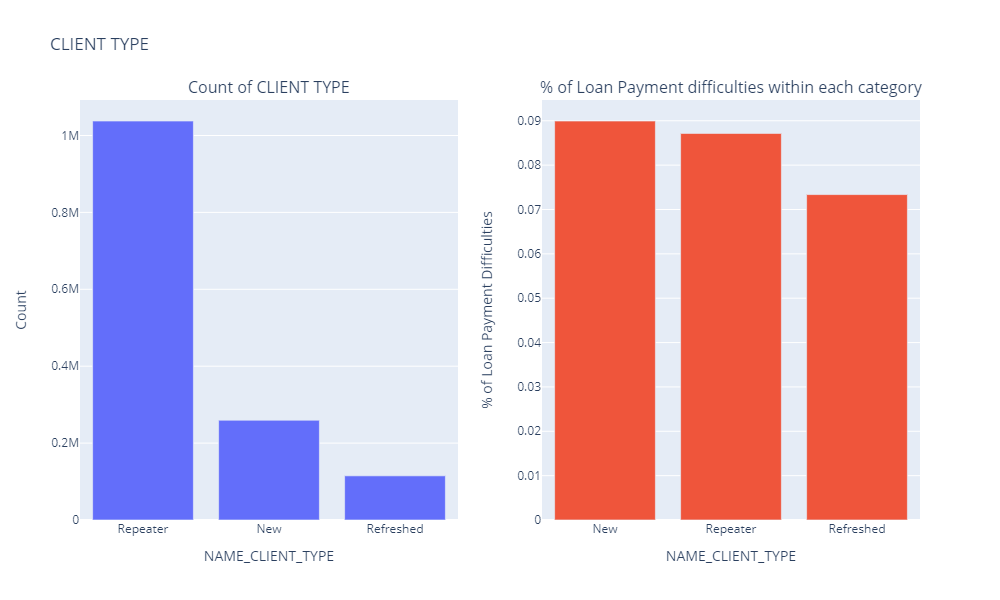 CLIENT TYPE
Count of CLIENT TYPE
Count
1M
0.8M
0.6M
0.4M
0.2M
0
Repeater New Refreshed
NAME_CLIENT_TYPE
% of Loan Payment difficulties within each category
% of Loan Payment Difficulties
0.09
0.08
0.07
0.06
0.05
0.04
0.03
0.02
0.01
0
New Repeater Refreshed
NAME_CLIENT_TYPE